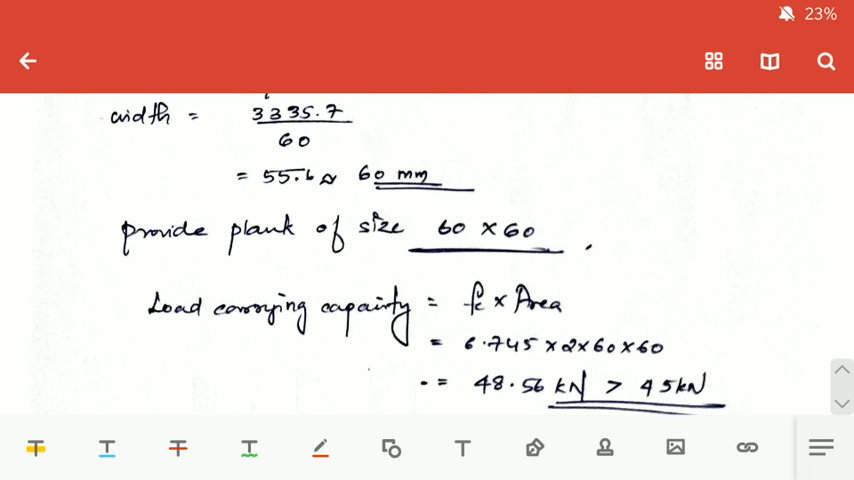 23%
width = 3335.7
60
= 55.6 ≈ 60 mm
provide plank of size 60 × 60 .
Load carrying capaity = fc × Area
= 6.745 × 2 × 60 × 60
= 48.56 kN > 45 kN
T T T T T